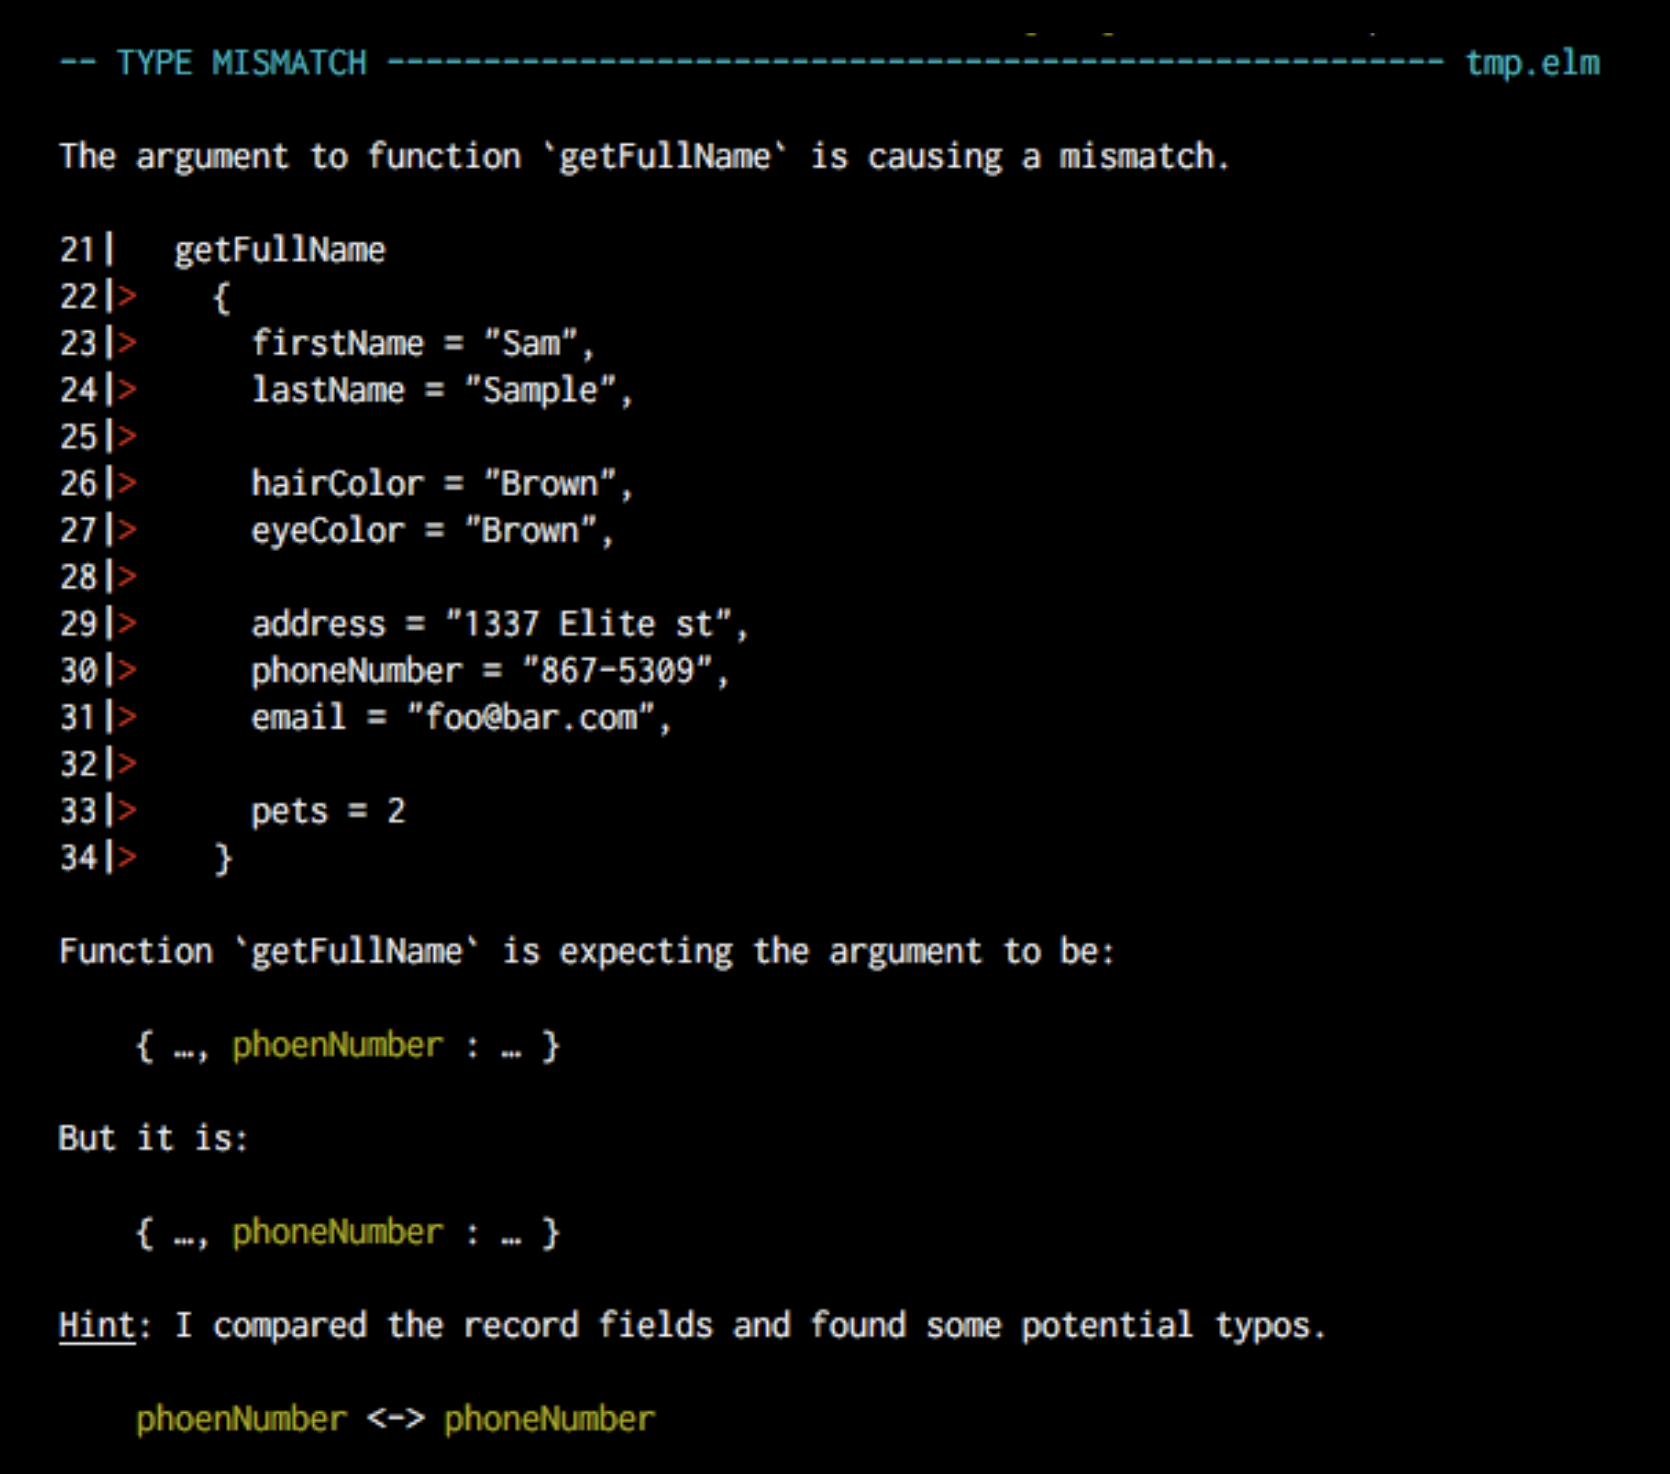 -- TYPE MISMATCH ------------------------------------------------------- tmp.elm
The argument to function `getFullName` is causing a mismatch.
21|   getFullName
22|>    {
23|>      firstName = "Sam",
24|>      lastName = "Sample",
25|>
26|>      hairColor = "Brown",
27|>      eyeColor = "Brown",
28|>
29|>      address = "1337 Elite st",
30|>      phoneNumber = "867-5309",
31|>      email = "foo@bar.com",
32|>
33|>      pets = 2
34|>    }
Function `getFullName` is expecting the argument to be:
    { …, phoenNumber : … }
But it is:
    { …, phoneNumber : … }
Hint: I compared the record fields and found some potential typos.
    phoenNumber <-> phoneNumber